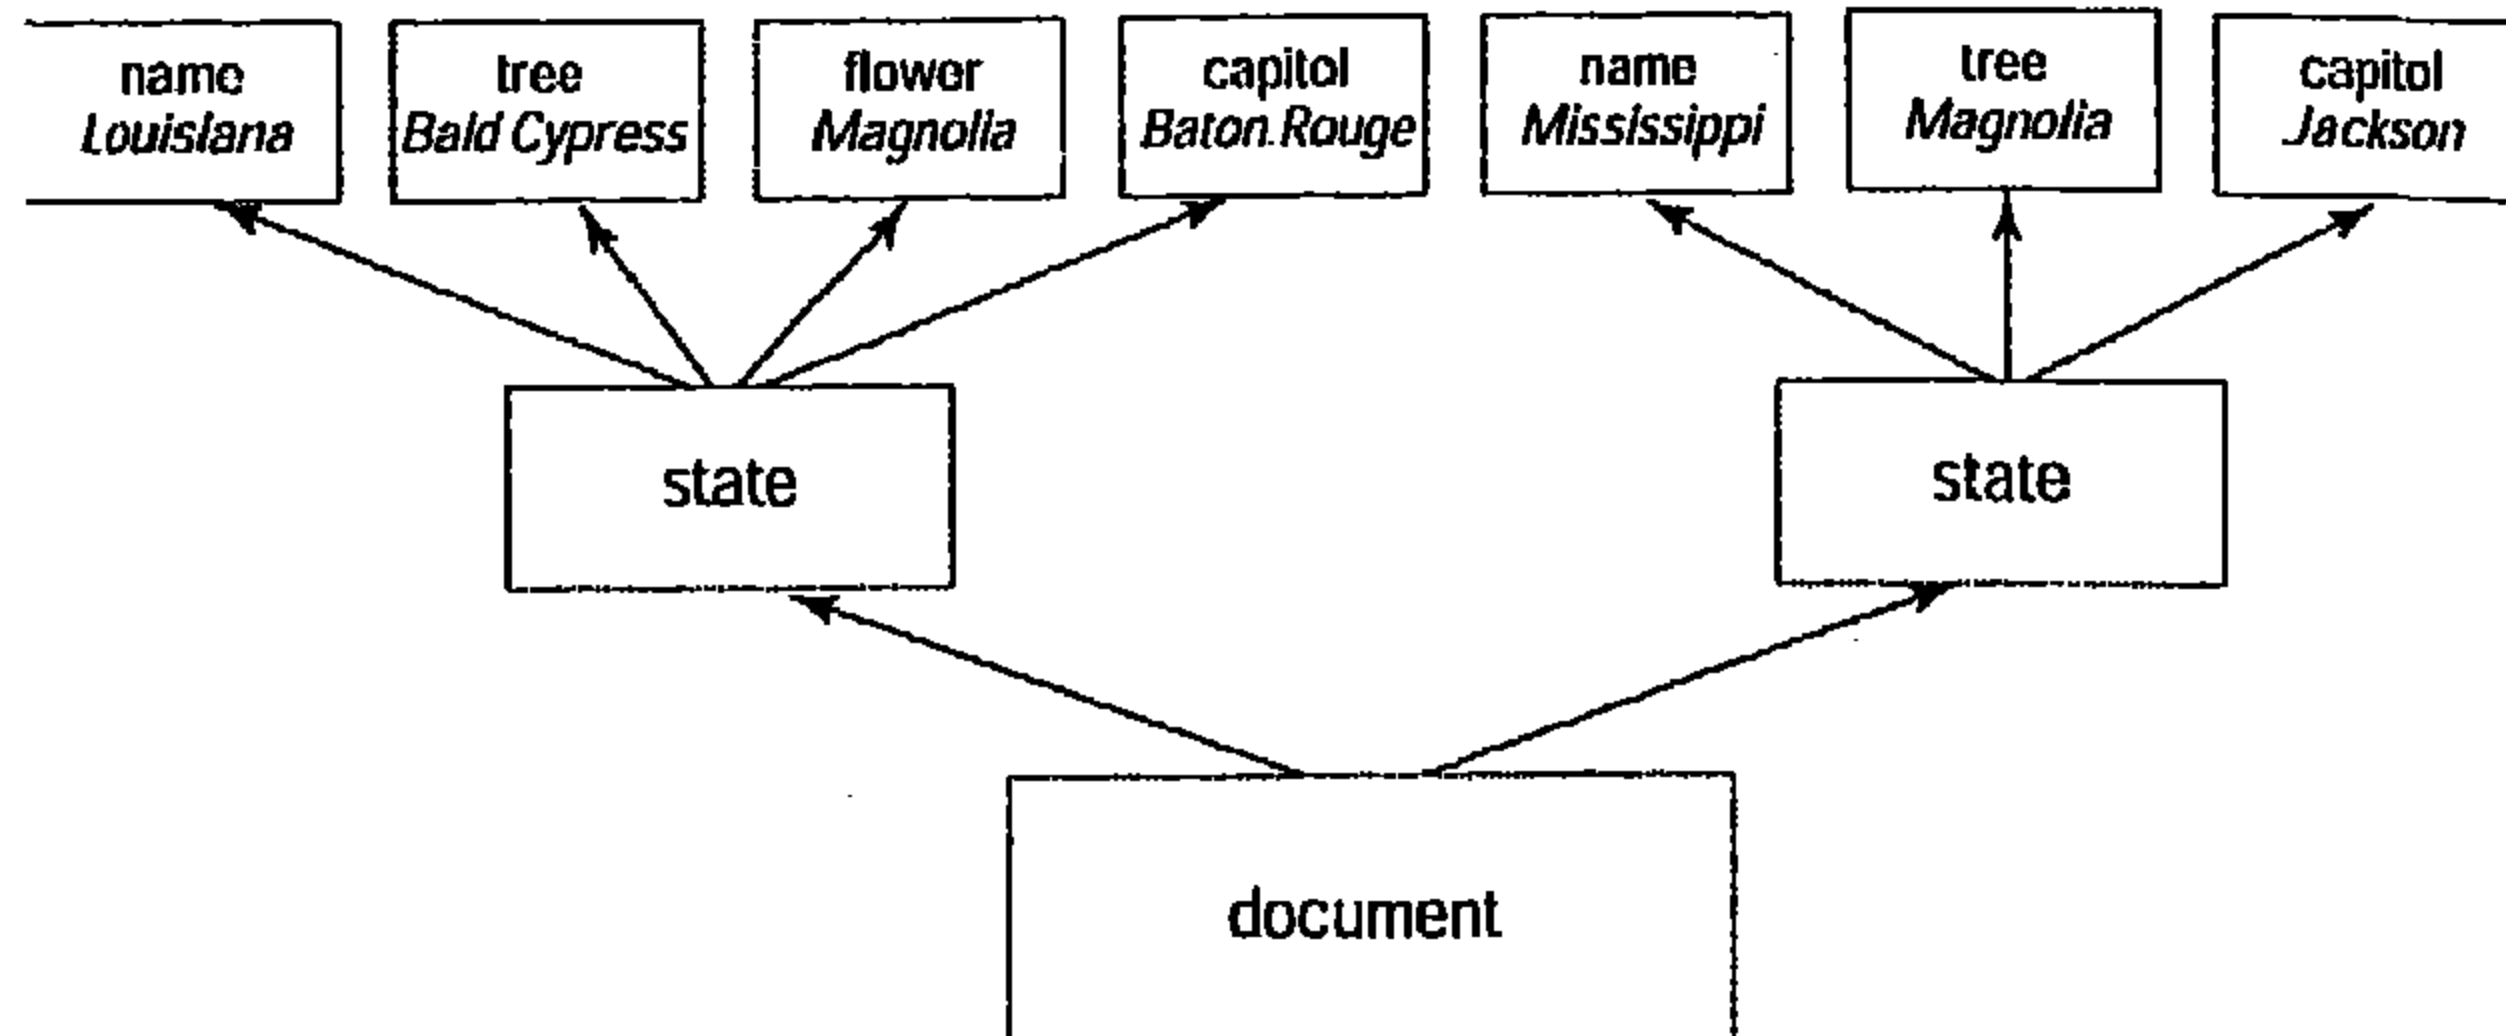 name
Louisiana
tree
Bald Cypress
flower
Magnolia
capitol
Baton Rouge
name
Mississippi
tree
Magnolia
capitol
Jackson
state
state
document